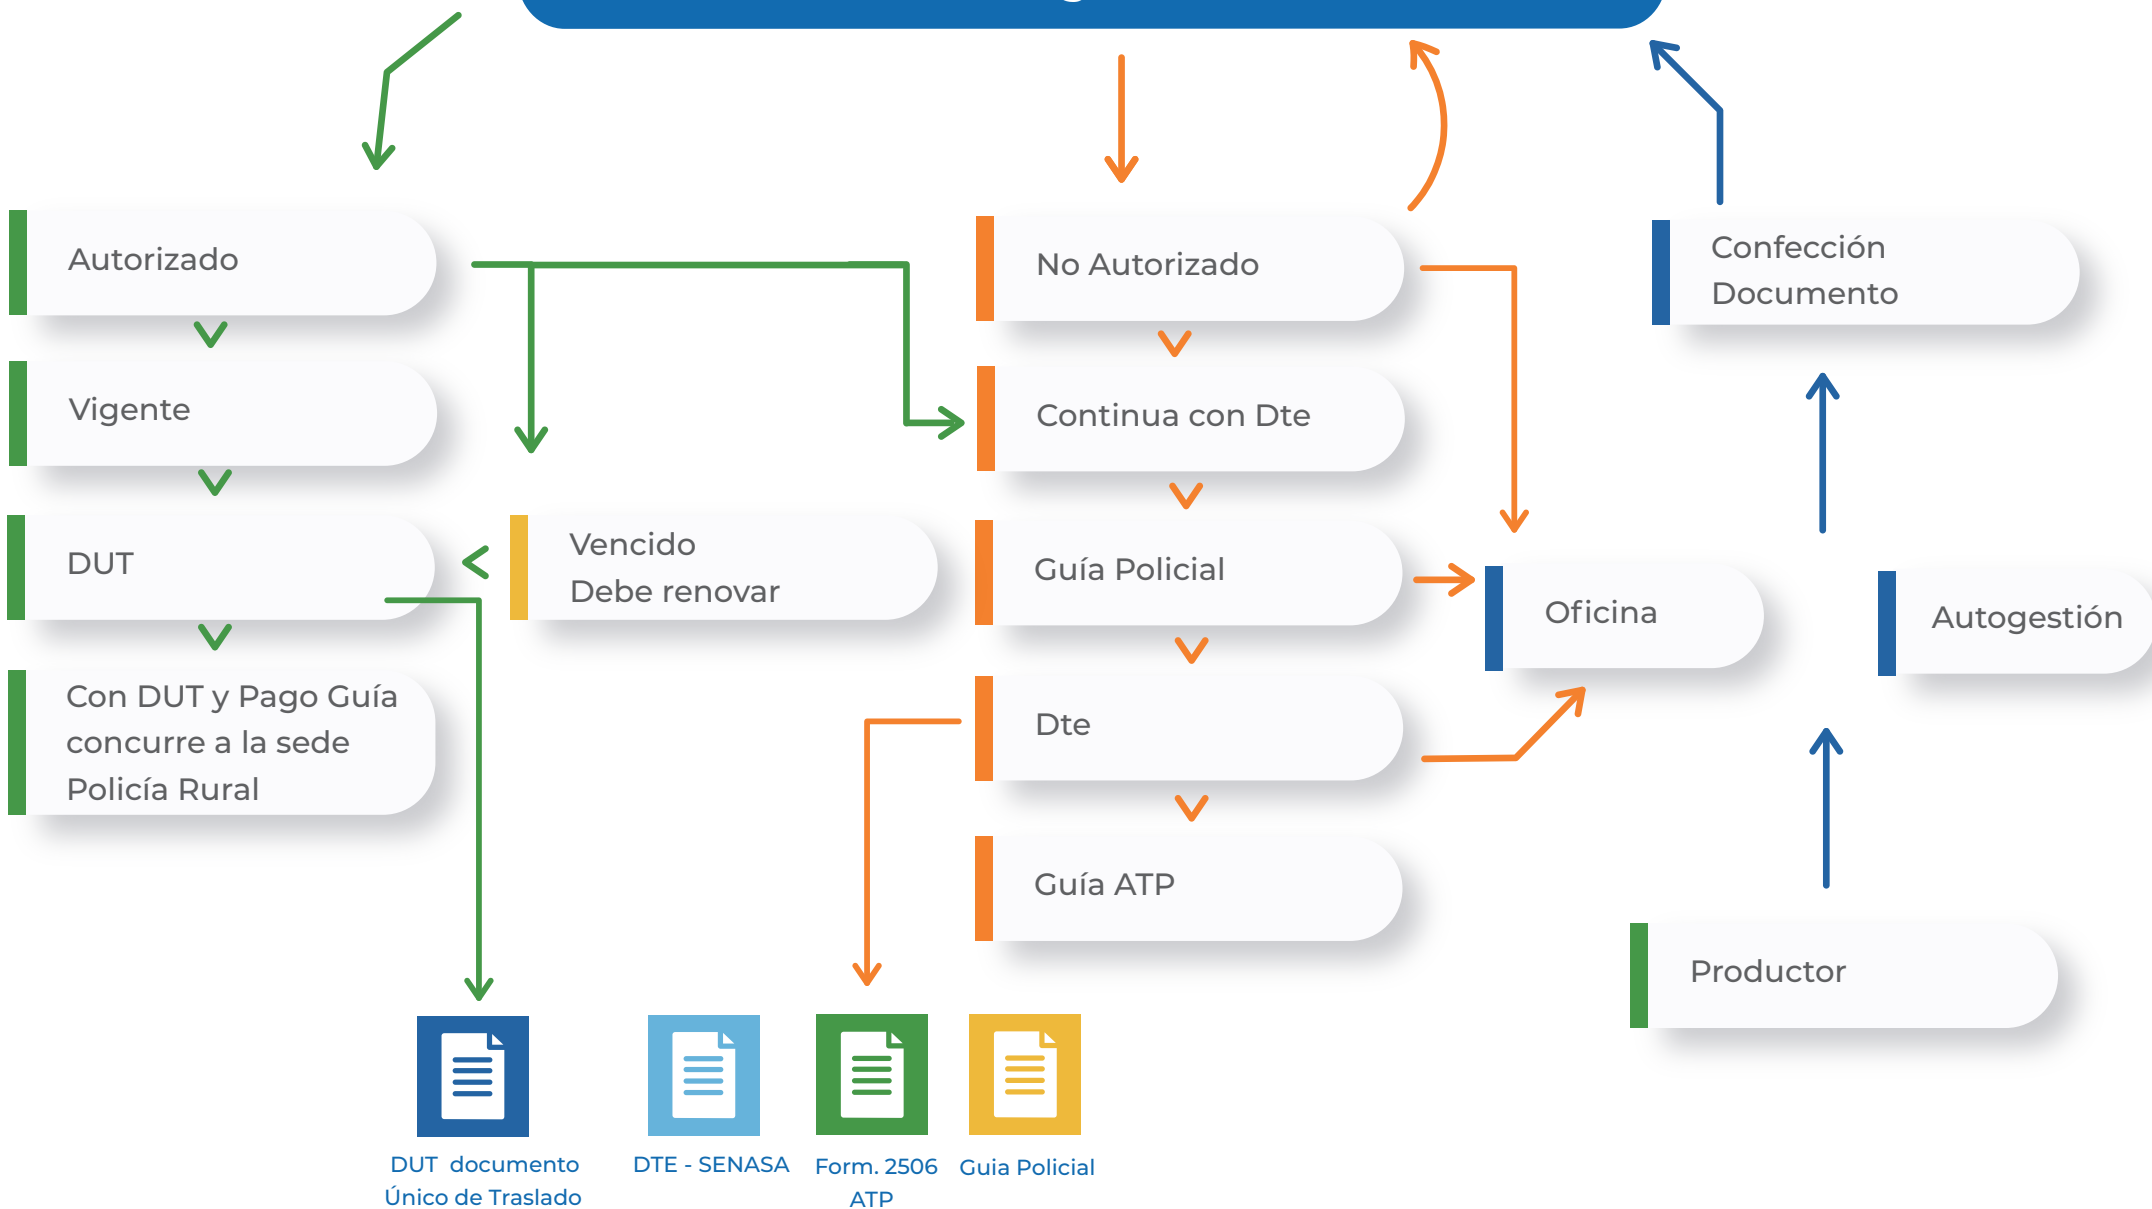 Autorizado
No Autorizado
Confección
Documento
Vigente
Continua con Dte
DUT
Vencido
Debe renovar
Guía Policial
Oficina
Autogestión
Con DUT y Pago Guía
concurre a la sede
Policía Rural
Dte
Guía ATP
Productor
DUT documento
Único de Traslado
DTE - SENASA
Form. 2506
ATP
Guia Policial